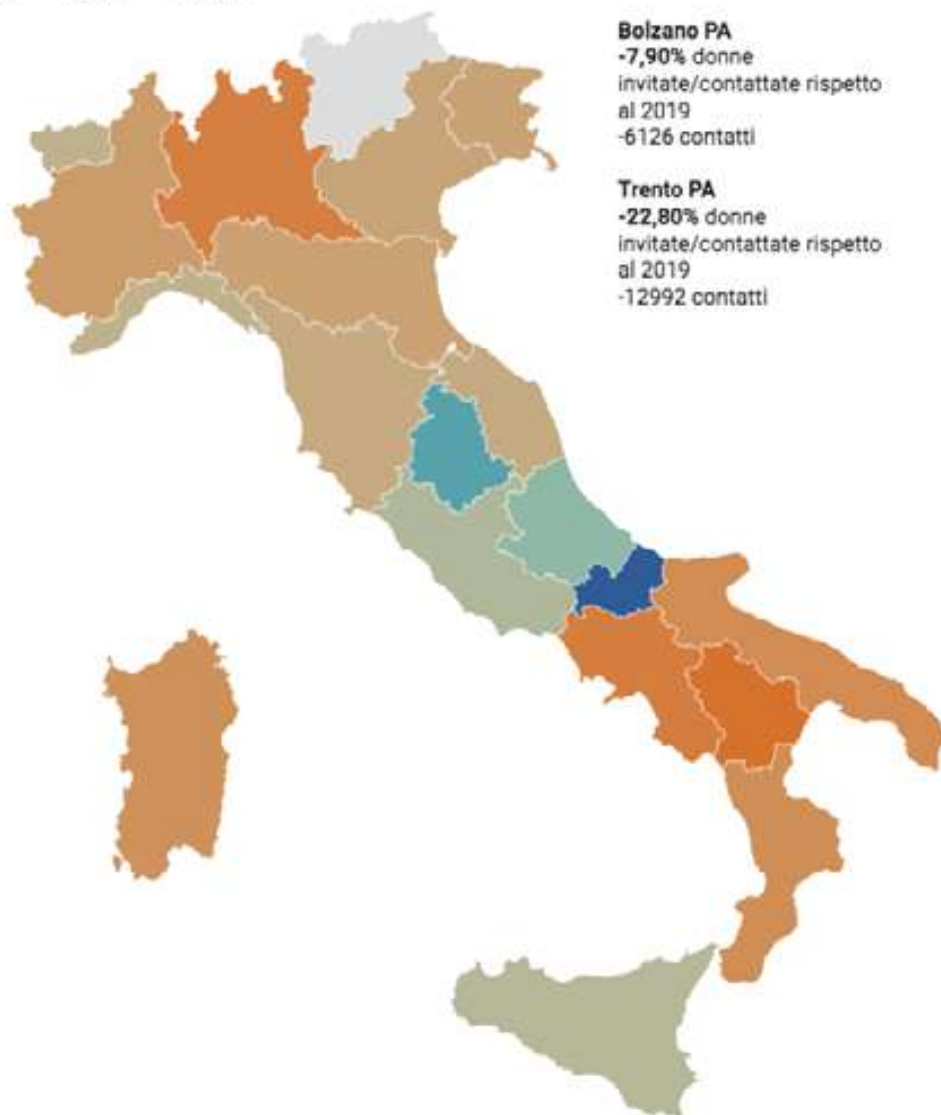 Bolzano PA
-7,90% donne
invitate/contattate rispetto
al 2019
-6126 contatti
Trento PA
-22,80% donne
invitate/contattate rispetto
al 2019
-12992 contatti